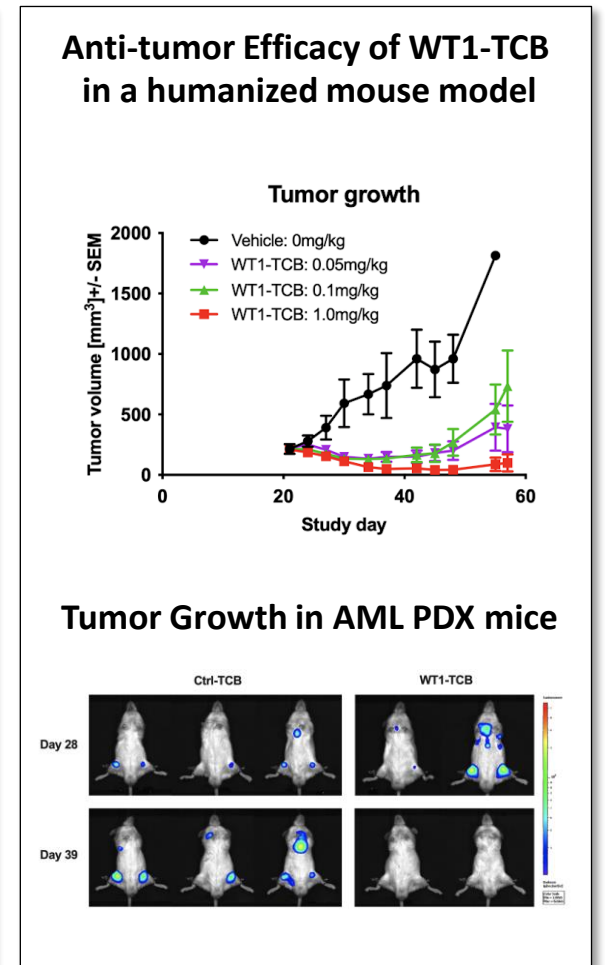 Anti-tumor Efficacy of WT1-TCB
in a humanized mouse model
Tumor growth
Tumor volume [mm³]+/- SEM
2000
1500
1000
500
0
Vehicle: 0mg/kg
WT1-TCB: 0.05mg/kg
WT1-TCB: 0.1mg/kg
WT1-TCB: 1.0mg/kg
0
20
40
60
Study day
Tumor Growth in AML PDX mice
Ctrl-TCB
WT1-TCB
Day 28
Day 39